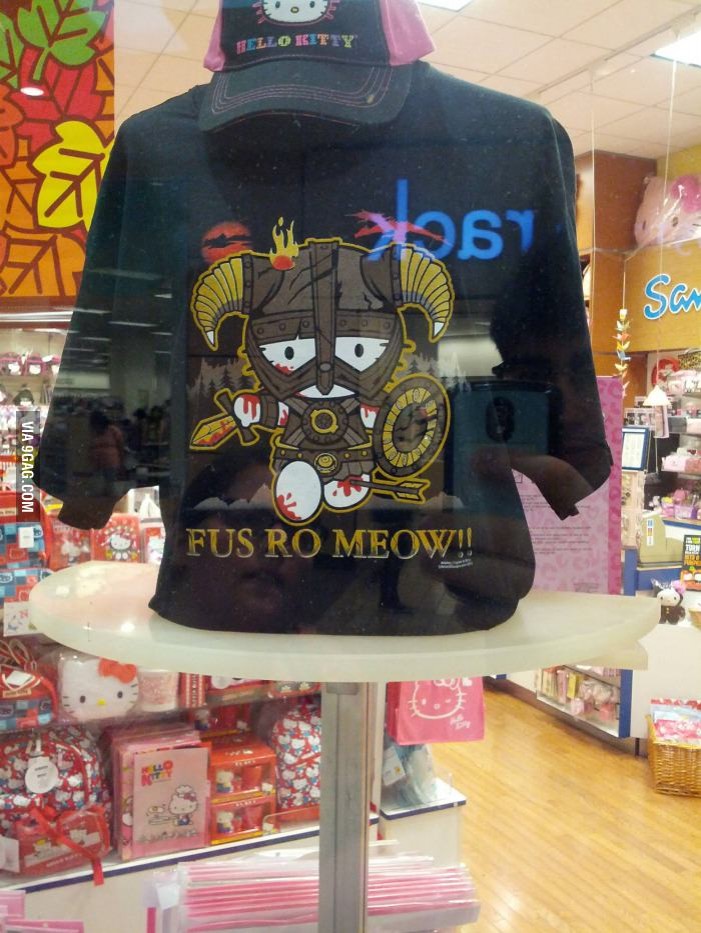 HELLO KITTY
rack
San
VIA 9GAG.COM
FUS RO MEOW!!
HELLO
KITTY